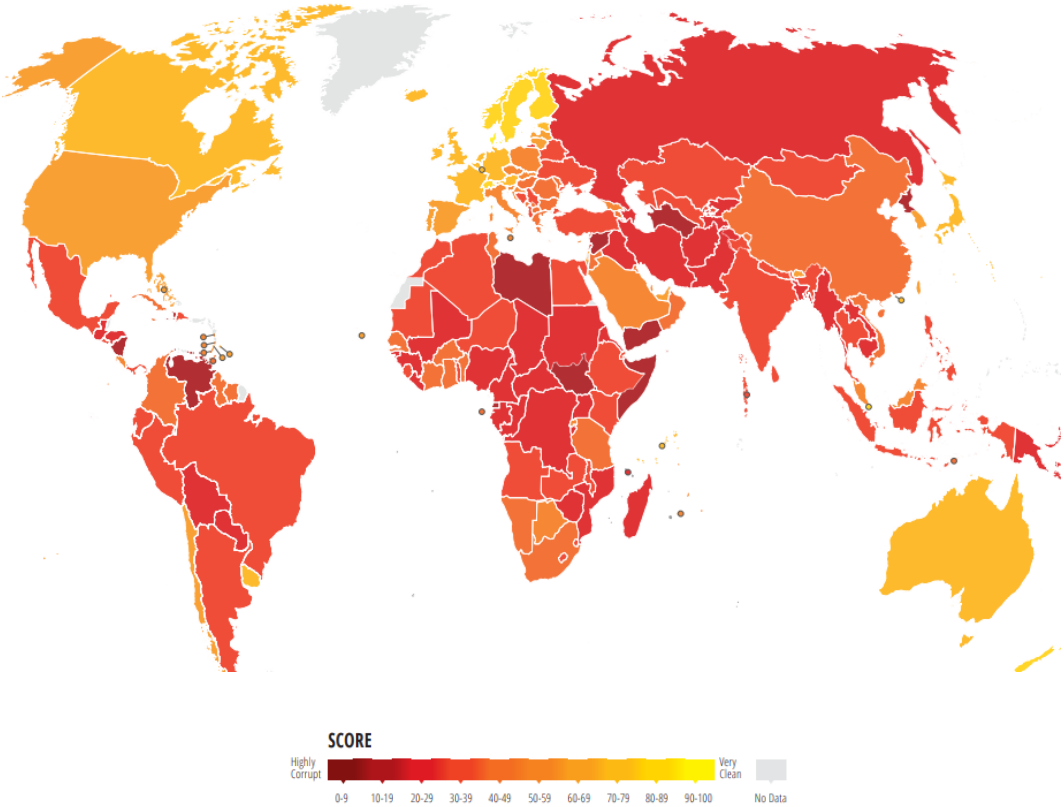 SCORE
Highly
Corrupt
Very
Clean
0-9 10-19 20-29 30-39 40-49 50-59 60-69 70-79 80-89 90-100 No Data